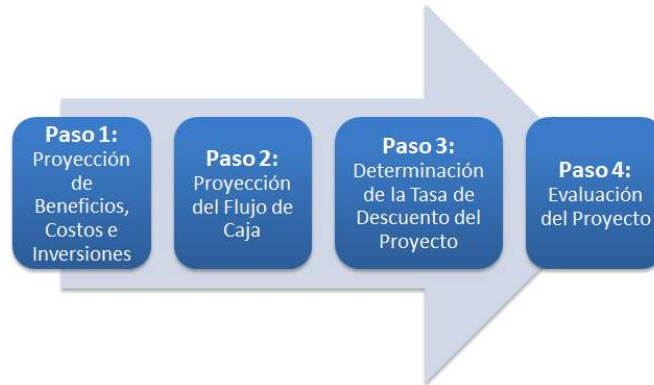 Paso 1:
Proyección
de
Beneficios,
Costos e
Inversiones
Paso 2:
Proyección
del Flujo de
Caja
Paso 3:
Determinación
de la Tasa de
Descuento del
Proyecto
Paso 4:
Evaluación
del Proyecto